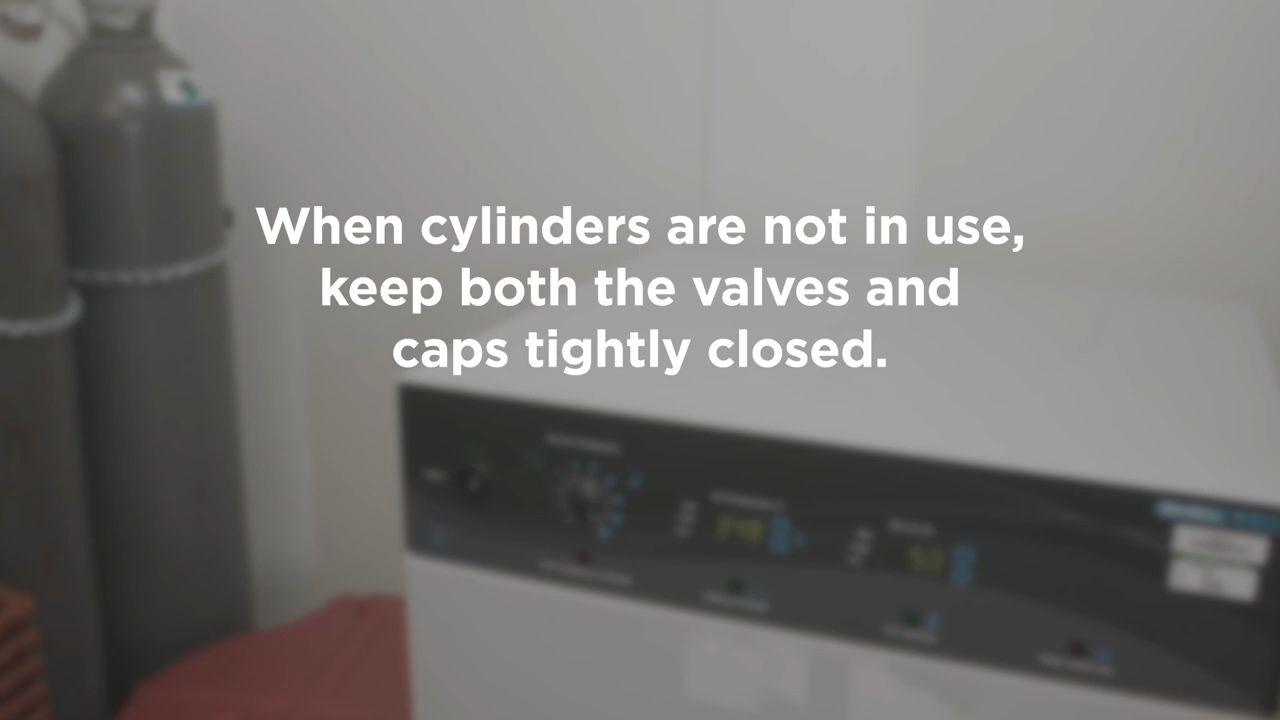 When cylinders are not in use,
keep both the valves and
caps tightly closed.